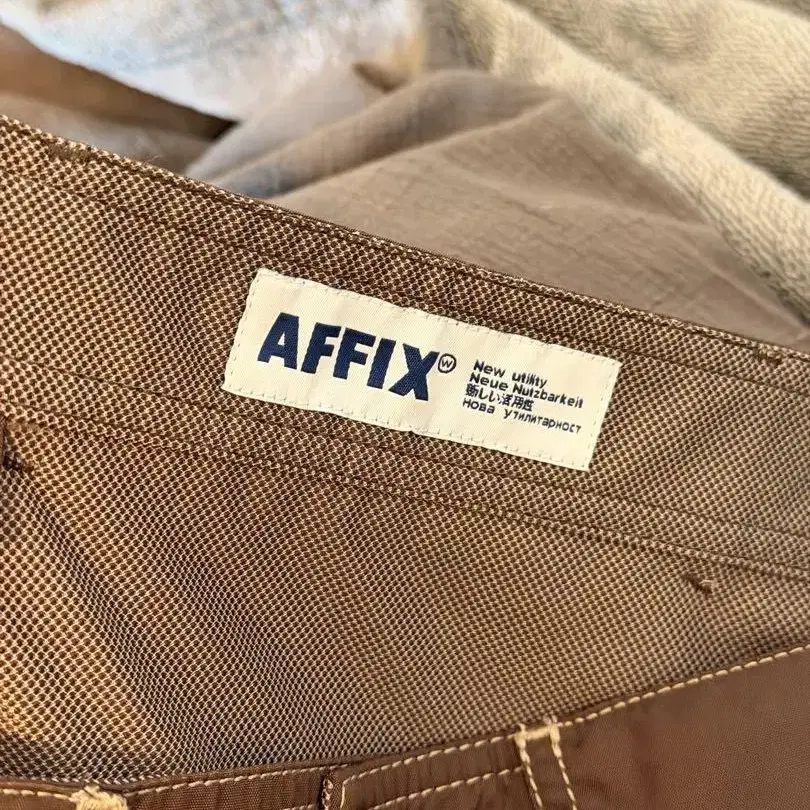 AFFIX
W
New utility
Neue Nutzbarkeit
新しい活用性
нова утилитарност